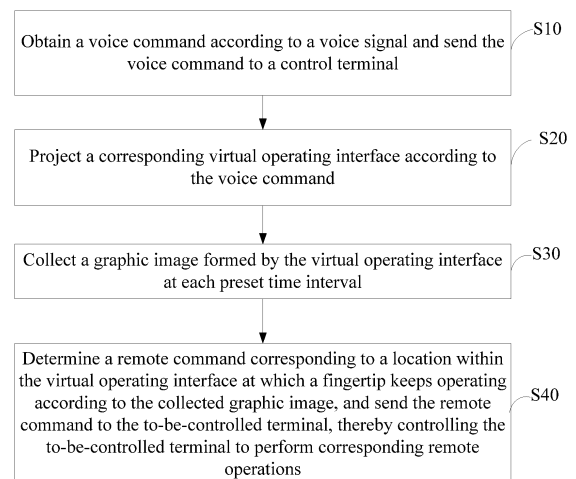 Obtain a voice command according to a voice signal and send the
voice command to a control terminal
S10
Project a corresponding virtual operating interface according to
the voice command
S20
Collect a graphic image formed by the virtual operating interface
at each preset time interval
S30
Determine a remote command corresponding to a location within
the virtual operating interface at which a fingertip keeps operating
according to the collected graphic image, and send the remote
command to the to-be-controlled terminal, thereby controlling the
to-be-controlled terminal to perform corresponding remote
operations
S40